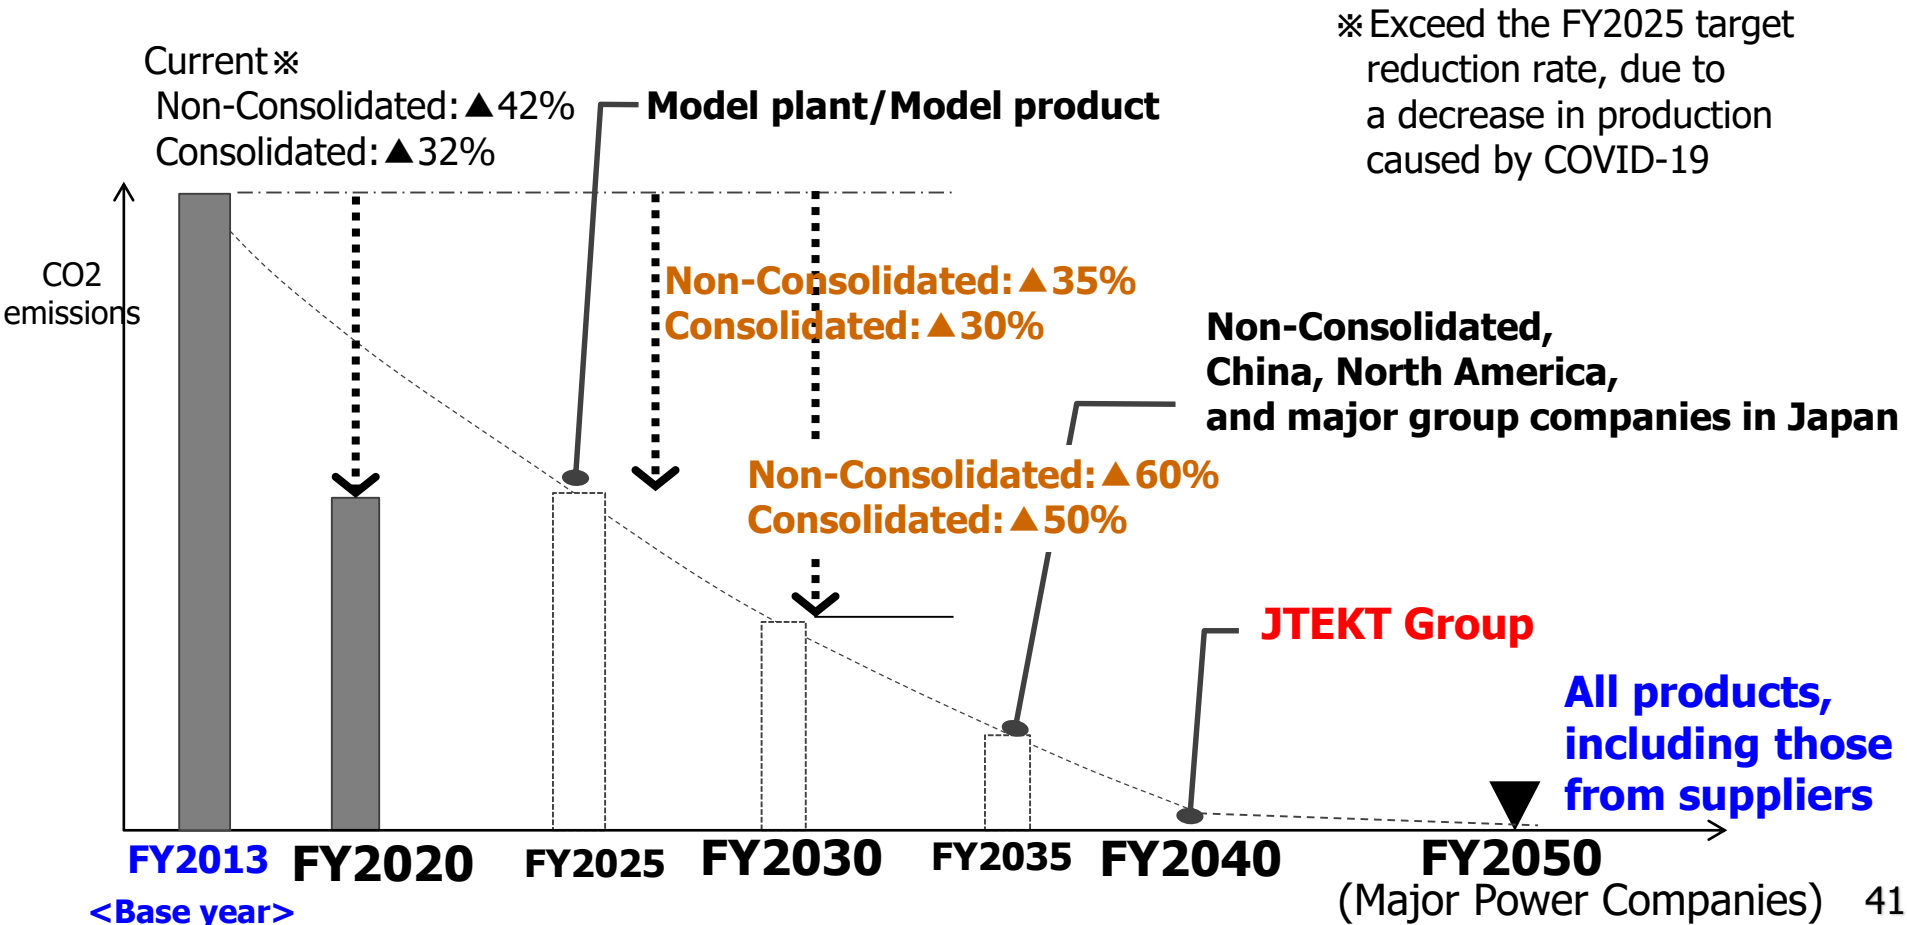 ※Exceed the FY2025 target
reduction rate, due to
a decrease in production
caused by COVID-19
Current※
Non-Consolidated:▲42%
Consolidated:▲32%
Model plant/Model product
CO2
emissions
Non-Consolidated:▲35%
Consolidated:▲30%
Non-Consolidated,
China, North America,
and major group companies in Japan
Non-Consolidated:▲60%
Consolidated:▲50%
JTEKT Group
All products,
including those
from suppliers
FY2013 FY2020 FY2025 FY2030 FY2035 FY2040 FY2050
<Base year>
(Major Power Companies) 41